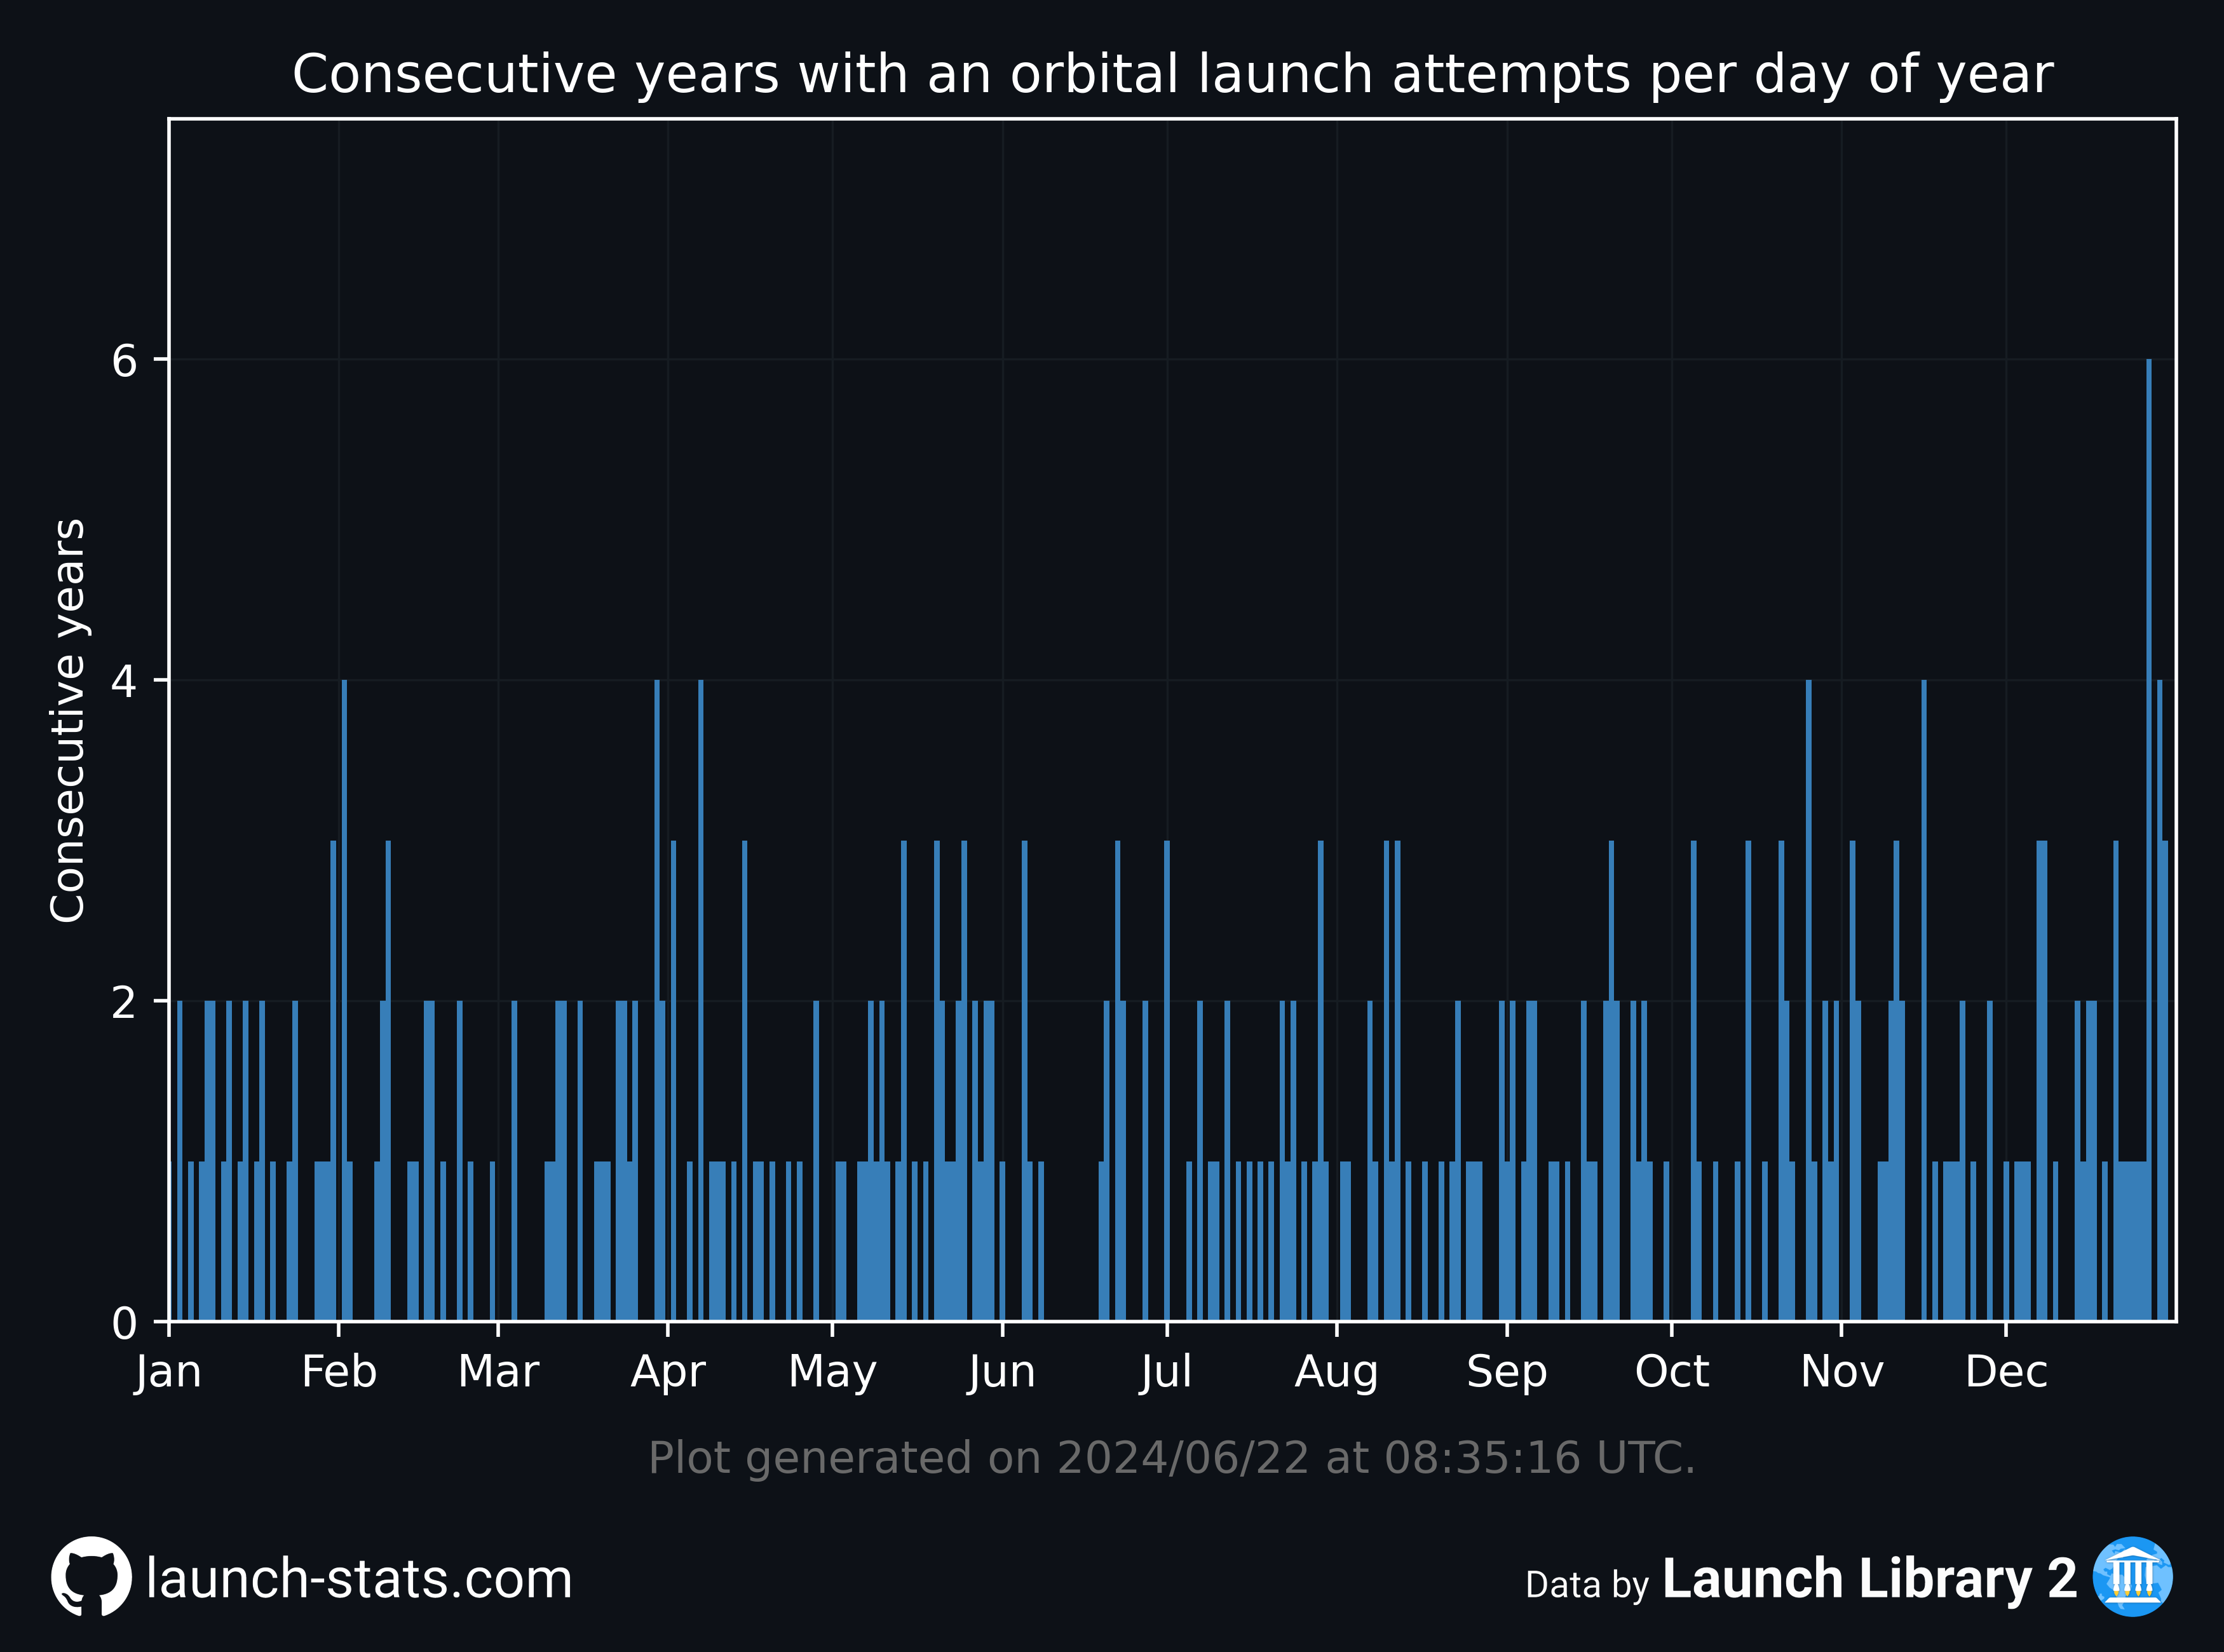 Consecutive years with an orbital launch attempts per day of year
Consecutive years
6
4
2
0
Jan Feb Mar Apr May Jun Jul Aug Sep Oct Nov Dec
Plot generated on 2024/06/22 at 08:35:16 UTC.
launch-stats.com
Data by Launch Library 2